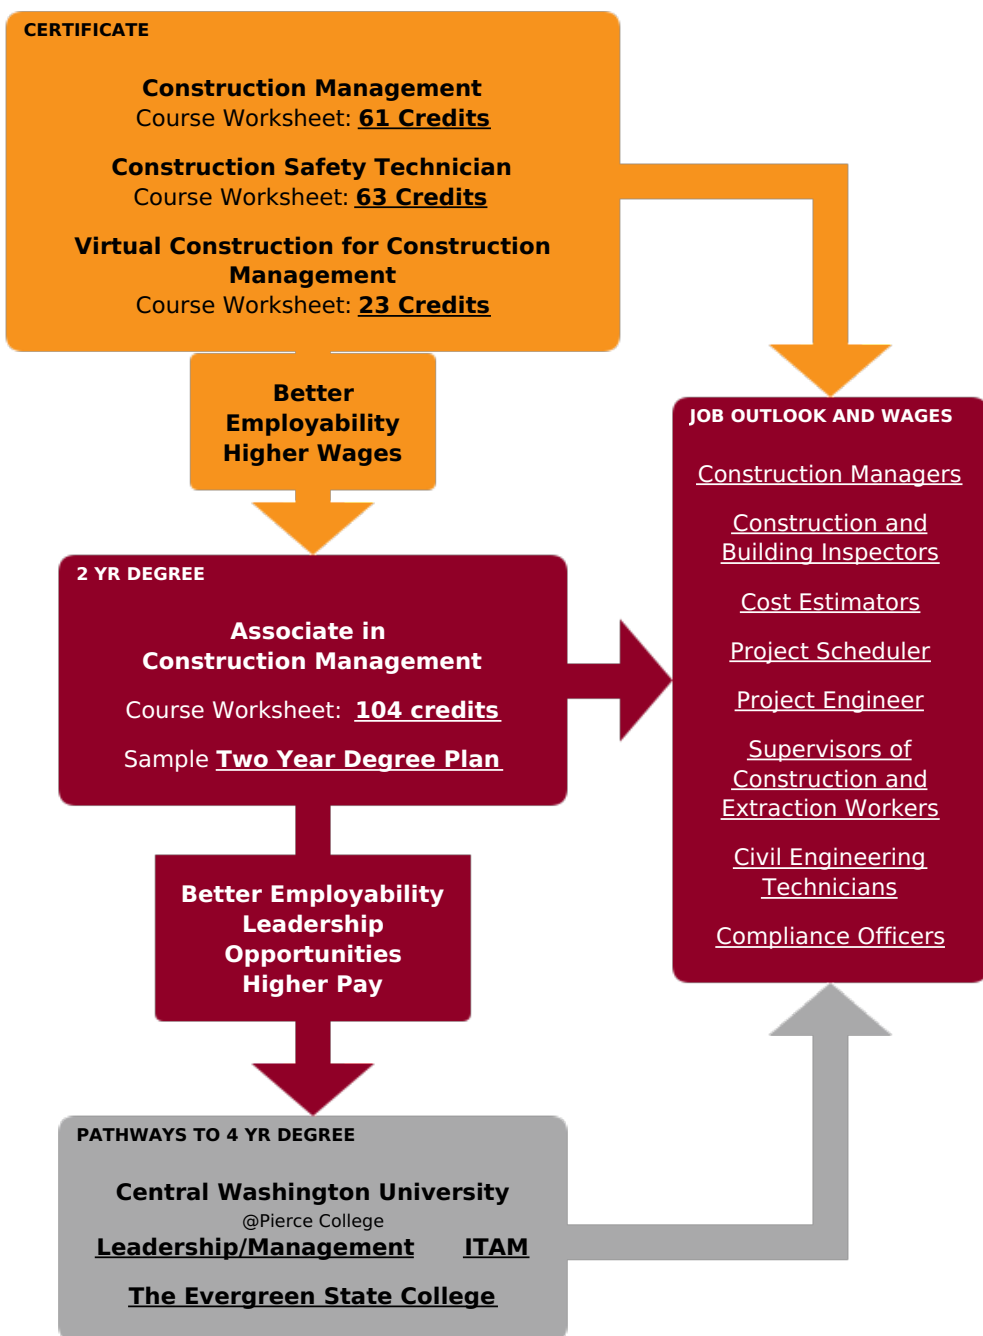 CERTIFICATE
Construction Management
Course Worksheet: 61 Credits
Construction Safety Technician
Course Worksheet: 63 Credits
Virtual Construction for Construction
Management
Course Worksheet: 23 Credits
Better
Employability
Higher Wages
2 YR DEGREE
Associate in
Construction Management
Course Worksheet: 104 credits
Sample Two Year Degree Plan
Better Employability
Leadership
Opportunities
Higher Pay
PATHWAYS TO 4 YR DEGREE
Central Washington University
@Pierce College
Leadership/Management ITAM
The Evergreen State College
JOB OUTLOOK AND WAGES
Construction Managers
Construction and
Building Inspectors
Cost Estimators
Project Scheduler
Project Engineer
Supervisors of
Construction and
Extraction Workers
Civil Engineering
Technicians
Compliance Officers